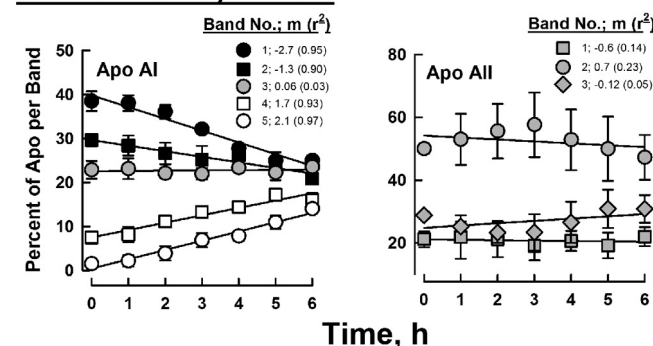 Band No.; m (r²)
1; -2.7 (0.95)
2; -1.3 (0.90)
3; 0.06 (0.03)
4; 1.7 (0.93)
5; 2.1 (0.97)
Apo AI
Percent of Apo per Band
50
40
30
20
10
0
0 1 2 3 4 5 6
Band No.; m (r²)
1; -0.6 (0.14)
2; 0.7 (0.23)
3; -0.12 (0.05)
Apo AII
80
60
40
20
0 1 2 3 4 5 6
Time, h